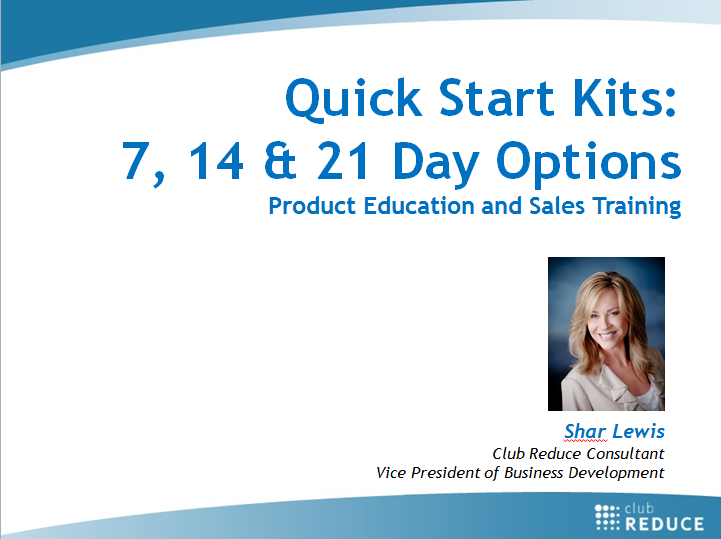 Quick Start Kits:
7, 14 & 21 Day Options
Product Education and Sales Training
Shar Lewis
Club Reduce Consultant
Vice President of Business Development
club
REDUCE